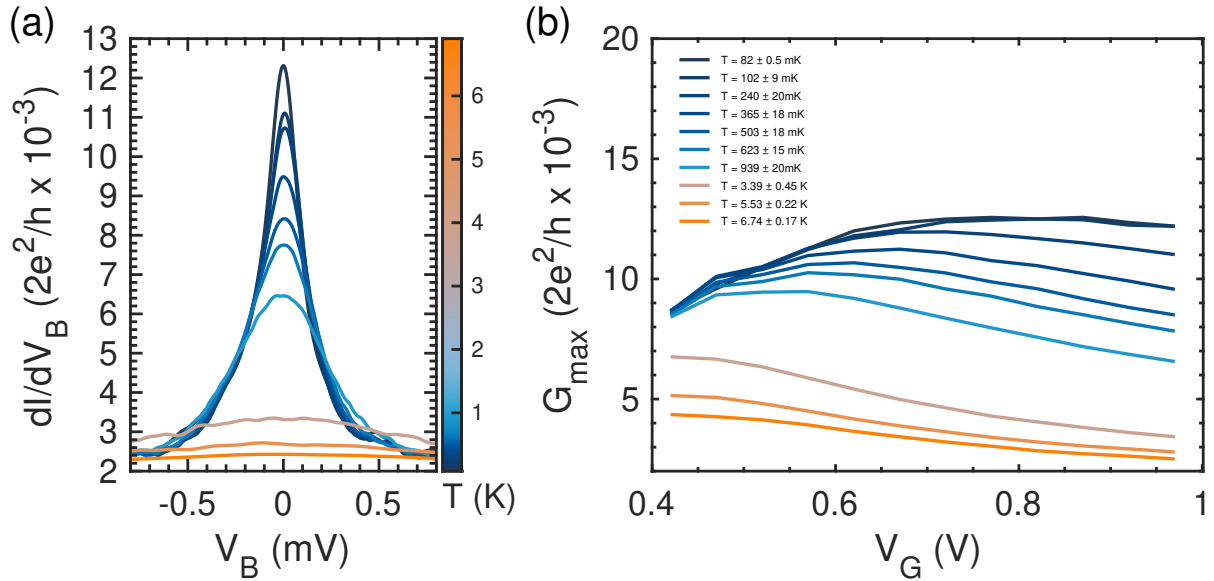 (a)
13
12
11
10
9
8
7
6
5
4
3
2
dI/dV_B (2e^2/h x 10^-3)
-0.5
0
0.5
V_B (mV)
6
5
4
3
2
1
T (K)
(b)
20
15
10
5
G_max (2e^2/h x 10^-3)
T = 82 ± 0.5 mK
T = 102 ± 9 mK
T = 240 ± 20mK
T = 365 ± 18 mK
T = 503 ± 18 mK
T = 623 ± 15 mK
T = 939 ± 20mK
T = 3.39 ± 0.45 K
T = 5.53 ± 0.22 K
T = 6.74 ± 0.17 K
0.4
0.6
0.8
1
V_G (V)